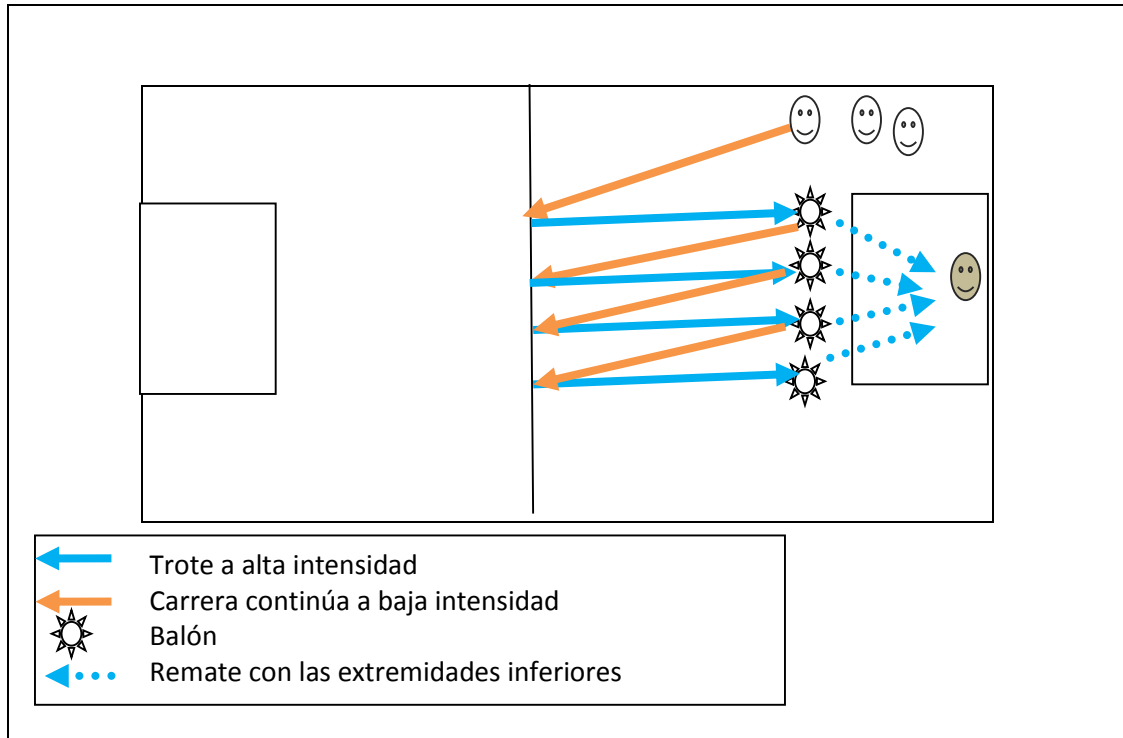 Trote a alta intensidad
Carrera continúa a baja intensidad
Balón
Remate con las extremidades inferiores